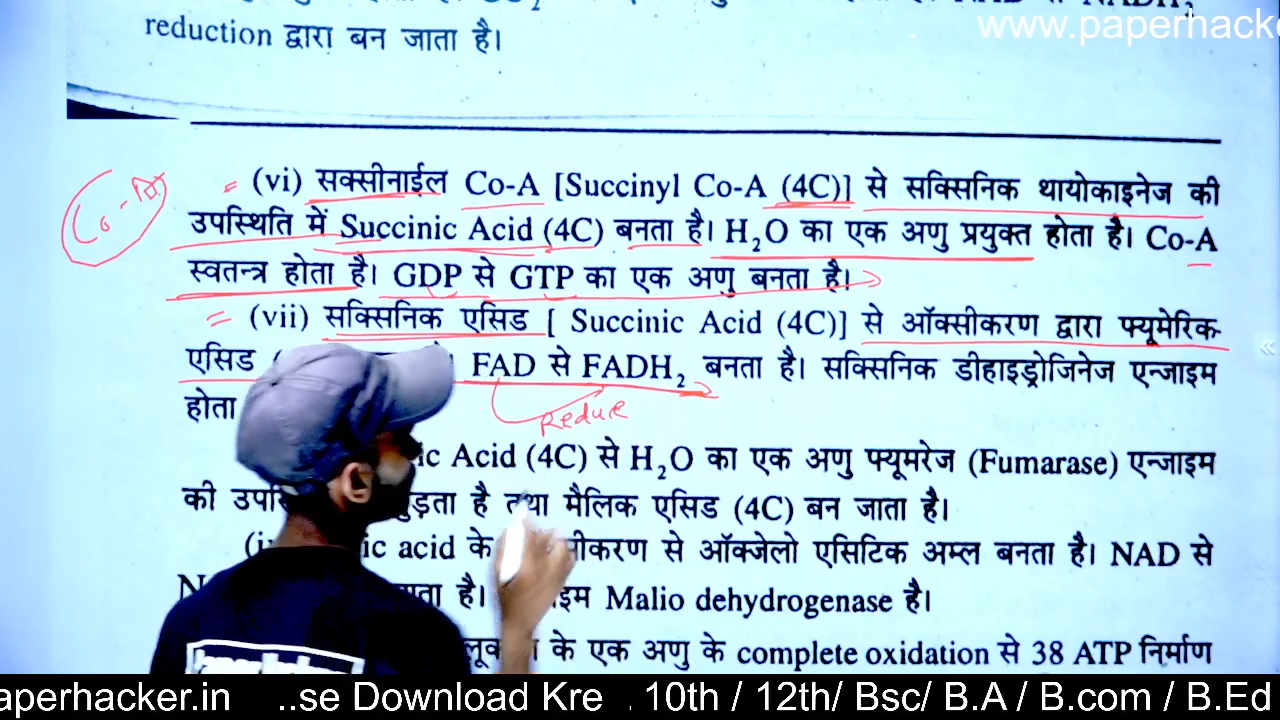 www.paperhacker
reduction द्वारा बन जाता है।
(vi) सक्सीनाईल Co-A [Succinyl Co-A (4C)] से सक्सिनिक थायोकाइनेज की
Co-A
उपस्थिति में Succinic Acid (4C) बनता है। H₂O का एक अणु प्रयुक्त होता है। Co-A
स्वतन्त्र होता है। GDP से GTP का एक अणु बनता है।
(vii) सक्सिनिक एसिड [ Succinic Acid (4C)] से ऑक्सीकरण द्वारा फ्यूमेरिक
एसिड ( FAD से FADH₂ बनता है। सक्सिनिक डीहाइड्रोजिनेज एन्जाइम
होता
Reduce
ic Acid (4C) से H₂O का एक अणु फ्यूमरेज (Fumarase) एन्जाइम
की उपस्ि ुड़ता है तथा मैलिक एसिड (4C) बन जाता है।
(i ic acid के सीकरण से ऑक्जेलो एसिटिक अम्ल बनता है। NAD से
N है। इम Malio dehydrogenase है।
के एक अणु के complete oxidation से 38 ATP निर्माण
aperhacker.in ..se Download Kre . 10th / 12th/ Bsc/ B.A / B.com / B.Ed